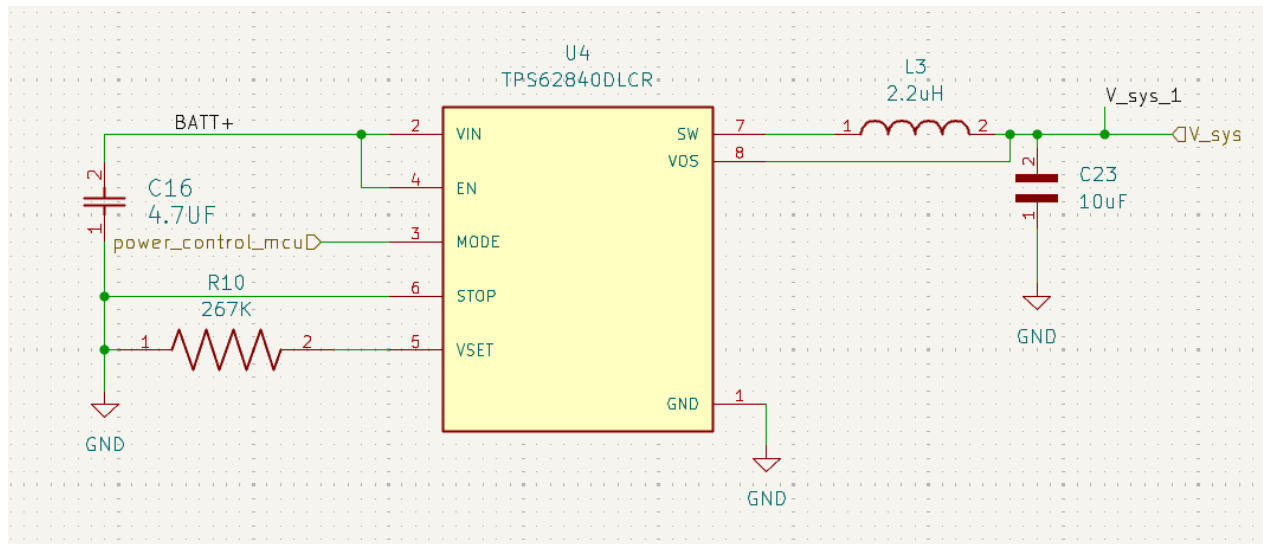 U4
TPS62840DLCR
L3
2.2uH
V_sys_1
BATT+
2
VIN
SW
7
1
2
V_sys
VOS
8
2
C16
4.7UF
1
4
EN
2
C23
10uF
1
power_control_mcu
3
MODE
R10
267K
6
STOP
1
2
5
VSET
GND
GND
1
GND
GND